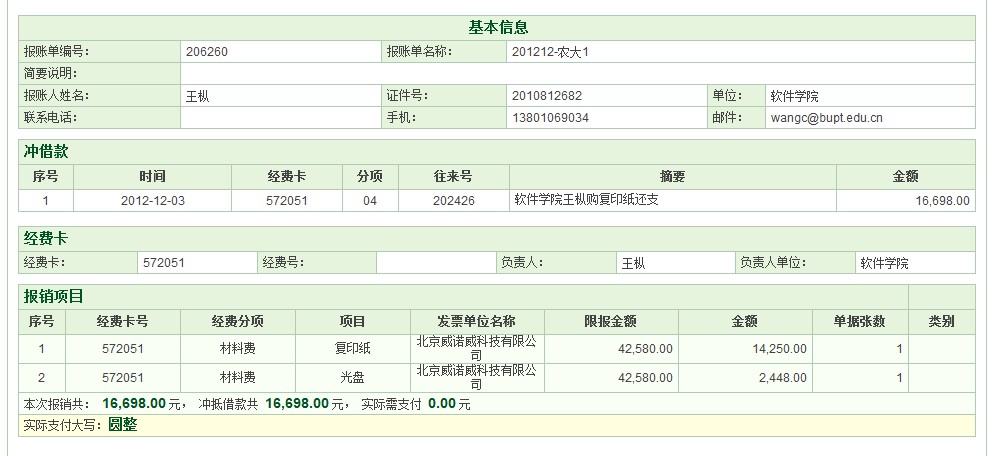 基本信息
报账单编号： 206260 报账单名称： 201212-农大1
简要说明：
报账人姓名： 王枞 证件号： 2010812682 单位： 软件学院
联系电话： 手机： 13801069034 邮件： wangc@bupt.edu.cn
冲借款
序号 时间 经费卡 分项 往来号 摘要 金额
1 2012-12-03 572051 04 202426 软件学院王枞购复印纸还支 16,698.00
经费卡
经费卡： 572051 经费号： 负责人： 王枞 负责人单位： 软件学院
报销项目
序号 经费卡号 经费分项 项目 发票单位名称 限报金额 金额 单据张数 类别
1 572051 材料费 复印纸 北京威诺威科技有限公司 42,580.00 14,250.00 1
2 572051 材料费 光盘 北京威诺威科技有限公司 42,580.00 2,448.00 1
本次报销共： 16,698.00 元， 冲抵借款共 16,698.00 元， 实际需支付 0.00 元
实际支付大写：圆整